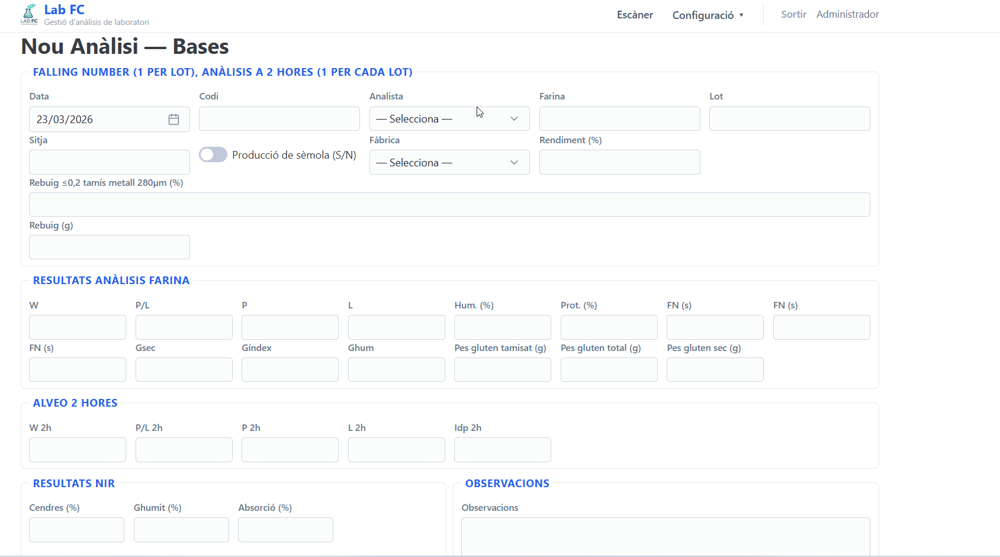 LAB FC
Lab FC
Gestió d'anàlisis de laboratori
Escàner
Configuració ▼
Sortir
Administrador
Nou Anàlisi — Bases
FALLING NUMBER (1 PER LOT), ANÀLISIS A 2 HORES (1 PER CADA LOT)
Data
Codi
Analista
Farina
Lot
23/03/2026
— Selecciona —
Sitja
Producció de sèmola (S/N)
Fàbrica
Rendiment (%)
— Selecciona —
Rebuig ≤0,2 tamís metall 280µm (%)
Rebuig (g)
RESULTATS ANÀLISIS FARINA
W
P/L
P
L
Hum. (%)
Prot. (%)
FN (s)
FN (s)
FN (s)
Gsec
Gíndex
Ghum
Pes gluten tamisat (g)
Pes gluten total (g)
Pes gluten sec (g)
ALVEO 2 HORES
W 2h
P/L 2h
P 2h
L 2h
Idp 2h
RESULTATS NIR
Cendres (%)
Ghumit (%)
Absorció (%)
OBSERVACIONS
Observacions